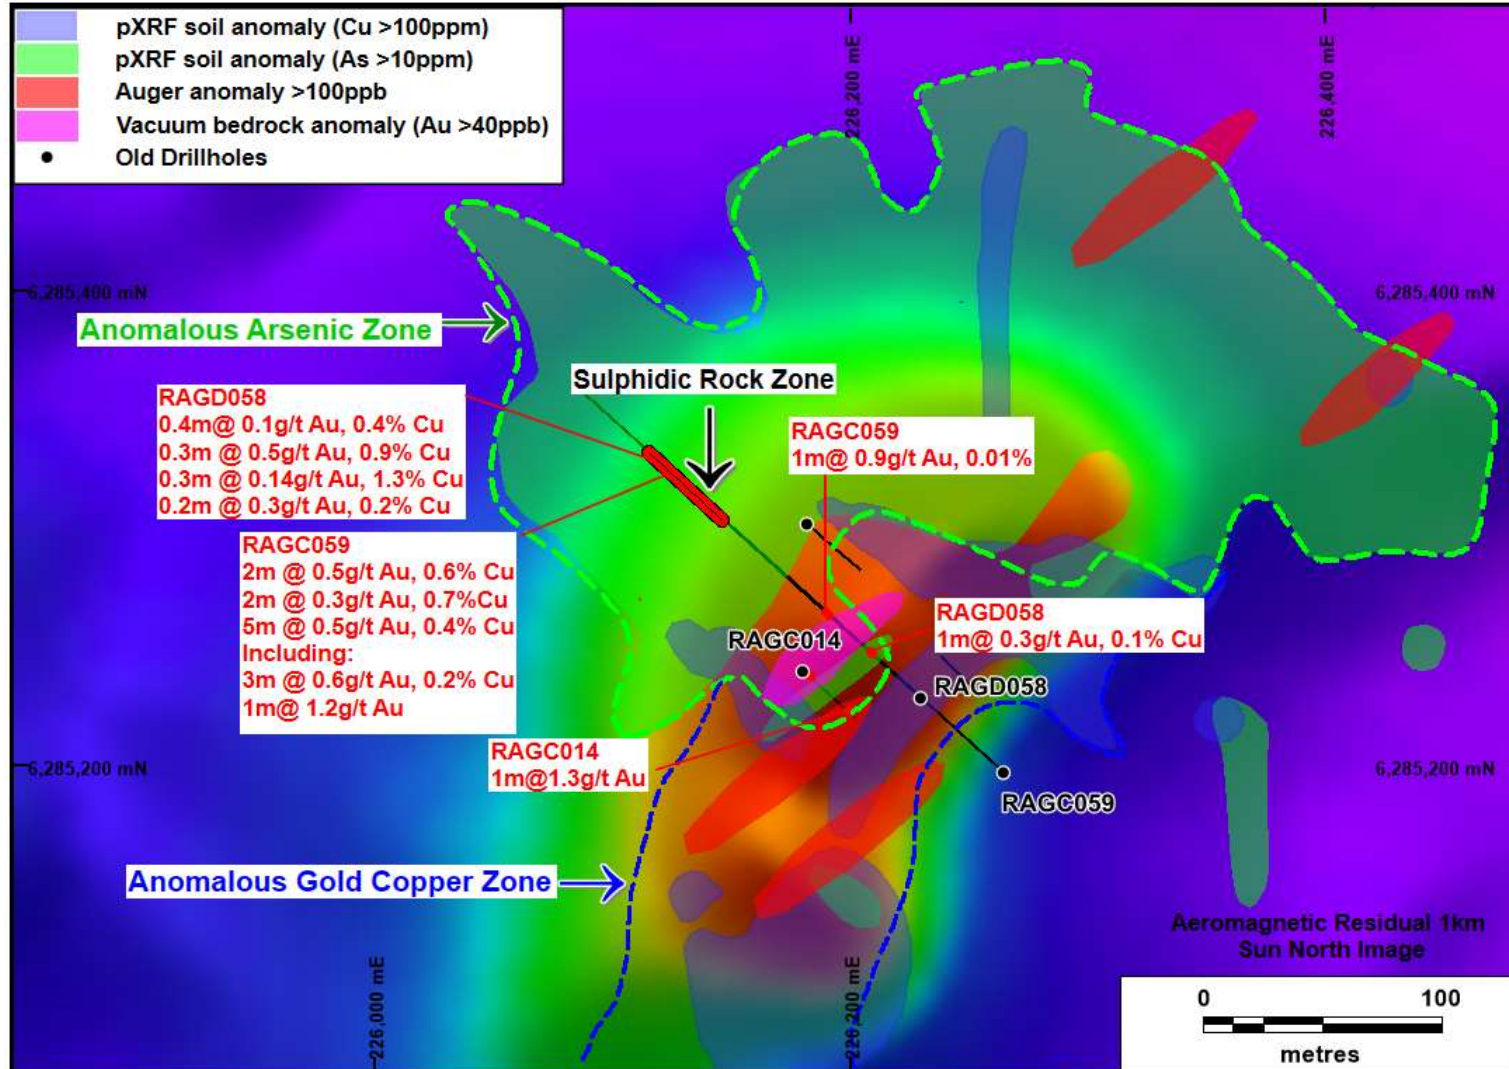 pXRF soil anomaly (Cu >100ppm)
pXRF soil anomaly (As >10ppm)
Auger anomaly >100ppb
Vacuum bedrock anomaly (Au >40ppb)
Old Drillholes
226,200 mE
226,400 mE
6,285,400 mN
6,285,400 mN
Anomalous Arsenic Zone
Sulphidic Rock Zone
RAGD058
0.4m@ 0.1g/t Au, 0.4% Cu
0.3m @ 0.5g/t Au, 0.9% Cu
0.3m @ 0.14g/t Au, 1.3% Cu
0.2m @ 0.3g/t Au, 0.2% Cu
RAGC059
1m@ 0.9g/t Au, 0.01%
RAGC059
2m @ 0.5g/t Au, 0.6% Cu
2m @ 0.3g/t Au, 0.7%Cu
5m @ 0.5g/t Au, 0.4% Cu
Including:
3m @ 0.6g/t Au, 0.2% Cu
1m@ 1.2g/t Au
RAGD058
1m@ 0.3g/t Au, 0.1% Cu
RAGC014
RAGD058
RAGC014
1m@1.3g/t Au
6,285,200 mN
6,285,200 mN
RAGC059
Anomalous Gold Copper Zone
Aeromagnetic Residual 1km
Sun North Image
226,000 mE
226,200 mE
0 100
metres